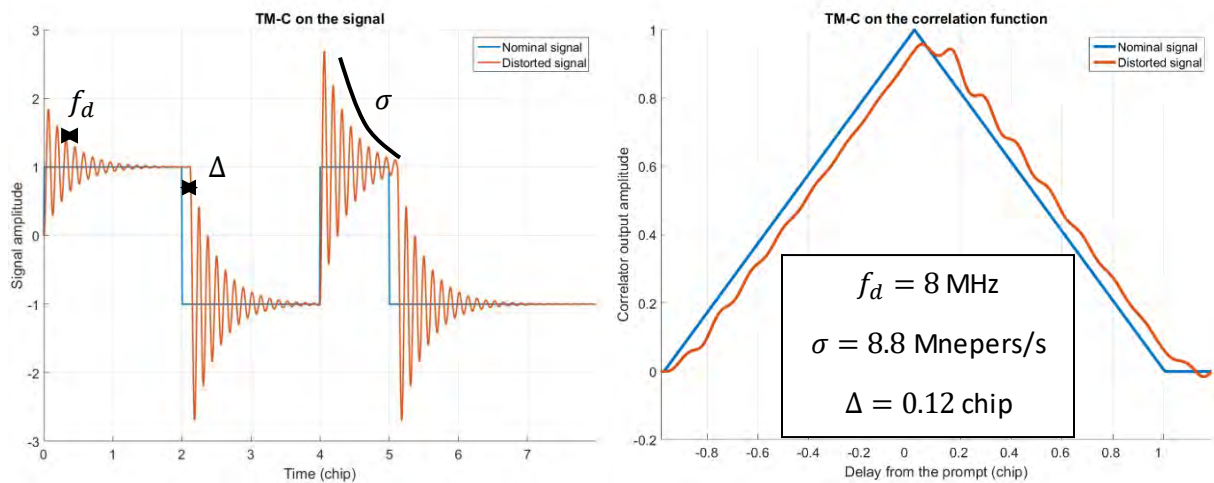 TM-C on the signal
Nominal signal
Distorted signal
f_d
σ
Δ
Signal amplitude
3
2
1
0
-1
-2
-3
0 1 2 3 4 5 6 7
Time (chip)
TM-C on the correlation function
Nominal signal
Distorted signal
Correlator output amplitude
1
0.8
0.6
0.4
0.2
0
-0.2
f_d = 8 MHz
σ = 8.8 Mnepers/s
Δ = 0.12 chip
-0.8 -0.6 -0.4 -0.2 0 0.2 0.4 0.6 0.8 1
Delay from the prompt (chip)